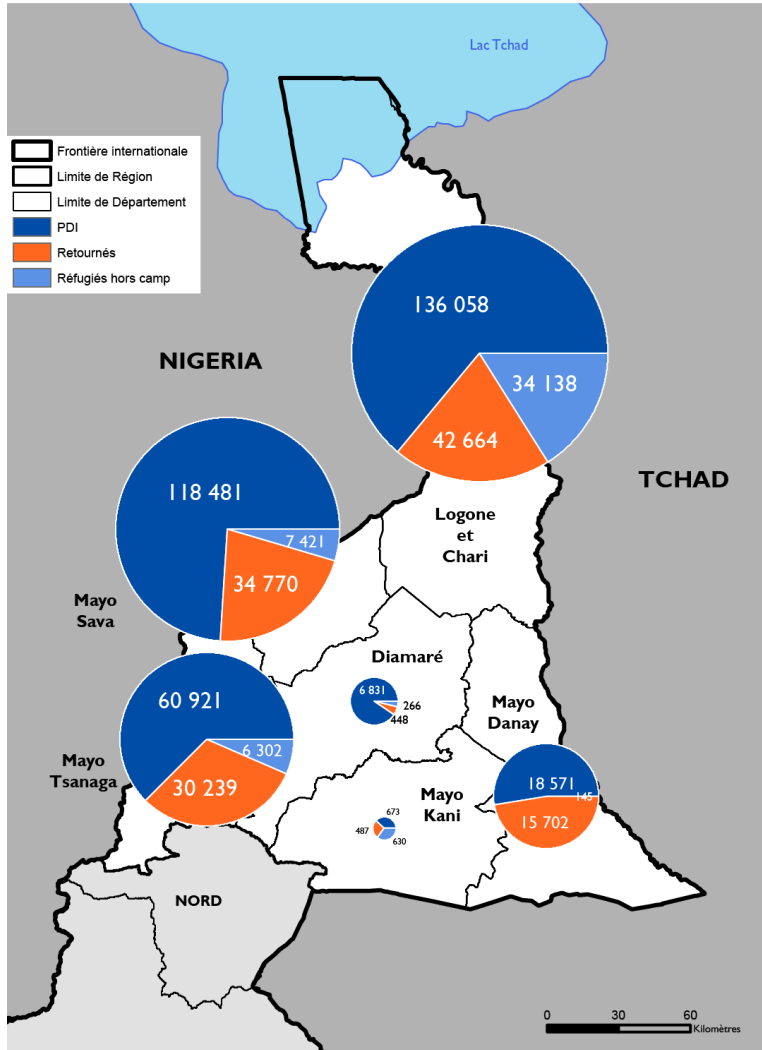 Lac Tchad
Frontière internationale
Limite de Région
Limite de Département
PDI
Retournés
Réfugiés hors camp
136 058
34 138
42 664
NIGERIA
TCHAD
118 481
7 421
34 770
Logone
et
Chari
Mayo
Sava
Diamaré
6 831
266
448
60 921
6 302
30 239
Mayo
Danay
Mayo
Tsanaga
18 571
145
15 702
Mayo
Kani
673
487
630
NORD
0 30 60
Kilomètres